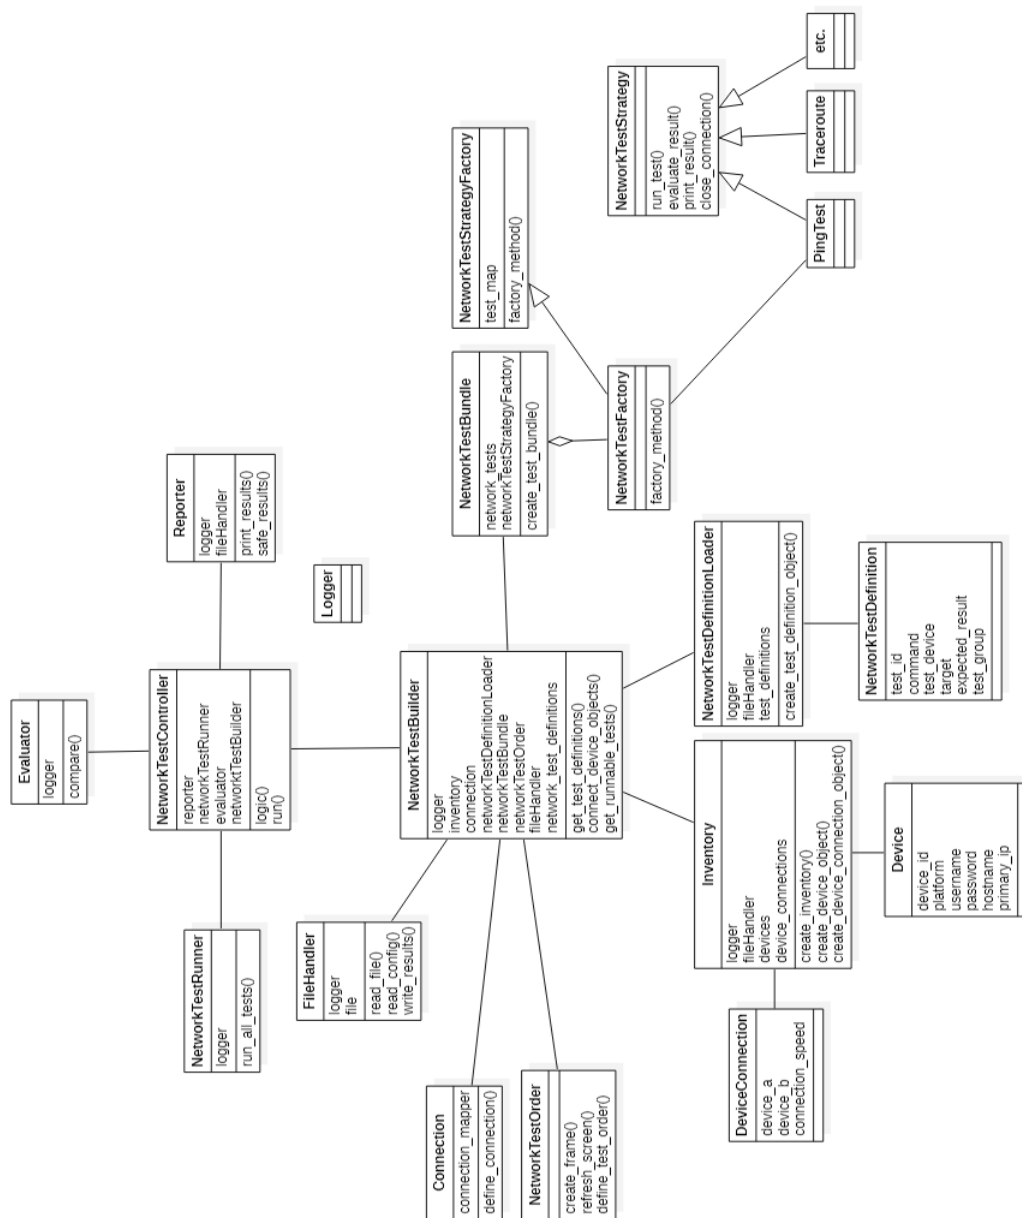 Evaluator
logger
compare()
NetworkTestController
reporter
networkTestRunner
evaluator
networktTestBuilder
logic()
run()
NetworkTestRunner
logger
run_all_tests()
Reporter
logger
fileHandler
print_results()
safe_results()
FileHandler
logger
file
read_file()
read_config()
write_results()
Logger
Connection
connection_mapper
define_connection()
NetworkTestBuilder
logger
inventory
connection
networkTestDefinitionLoader
networkTestBundle
networkTestOrder
fileHandler
network_test_definitions
get_test_definitions()
connect_device_objects()
get_runnable_tests()
NetworkTestBundle
network_tests
networkTestStrategyFactory
create_test_bundle()
NetworkTestStrategyFactory
test_map
factory_method()
NetworkTestOrder
create_frame()
refresh_screen()
define_test_order()
NetworkTestFactory
factory_method()
NetworkTestStrategy
run_test()
evaluate_result()
print_result()
close_connection()
Inventory
logger
fileHandler
devices
device_connections
create_inventory()
create_device_object()
create_device_connection_object()
NetworkTestDefinitionLoader
logger
fileHandler
test_definitions
create_test_definition_object()
DeviceConnection
device_a
device_b
connection_speed
PingTest
Traceroute
etc.
Device
device_id
platform
username
password
hostname
primary_ip
NetworkTestDefinition
test_id
command
test_device
target
expected_result
test_group